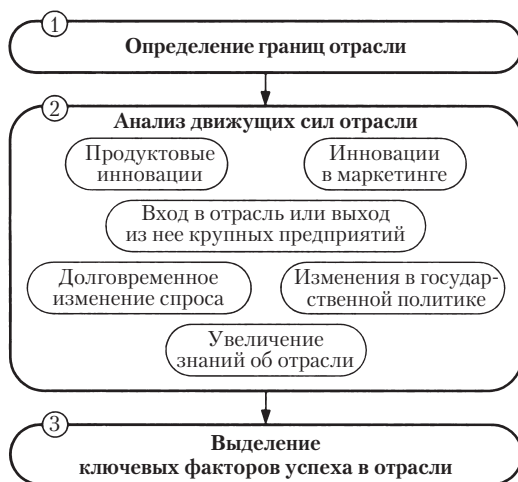 1
Определение границ отрасли
2
Анализ движущих сил отрасли
Продуктовые
инновации
Инновации
в маркетинге
Вход в отрасль или выход
из нее крупных предприятий
Долговременное
изменение спроса
Изменения в государ-
ственной политике
Увеличение
знаний об отрасли
3
Выделение
ключевых факторов успеха в отрасли